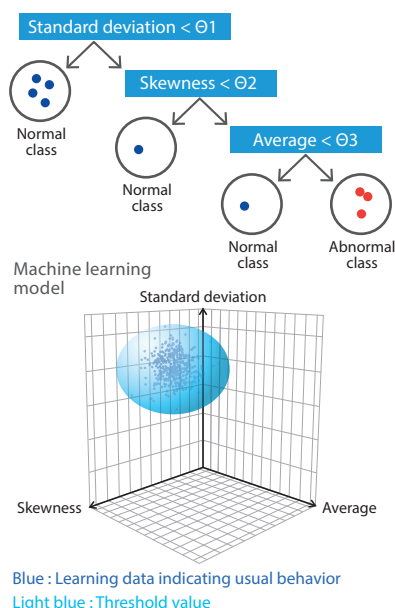 Standard deviation < Θ1
Skewness < Θ2
Normal
class
Average < Θ3
Normal
class
Normal
class
Abnormal
class
Machine learning
model
Standard deviation
Skewness
Average
Blue : Learning data indicating usual behavior
Light blue : Threshold value